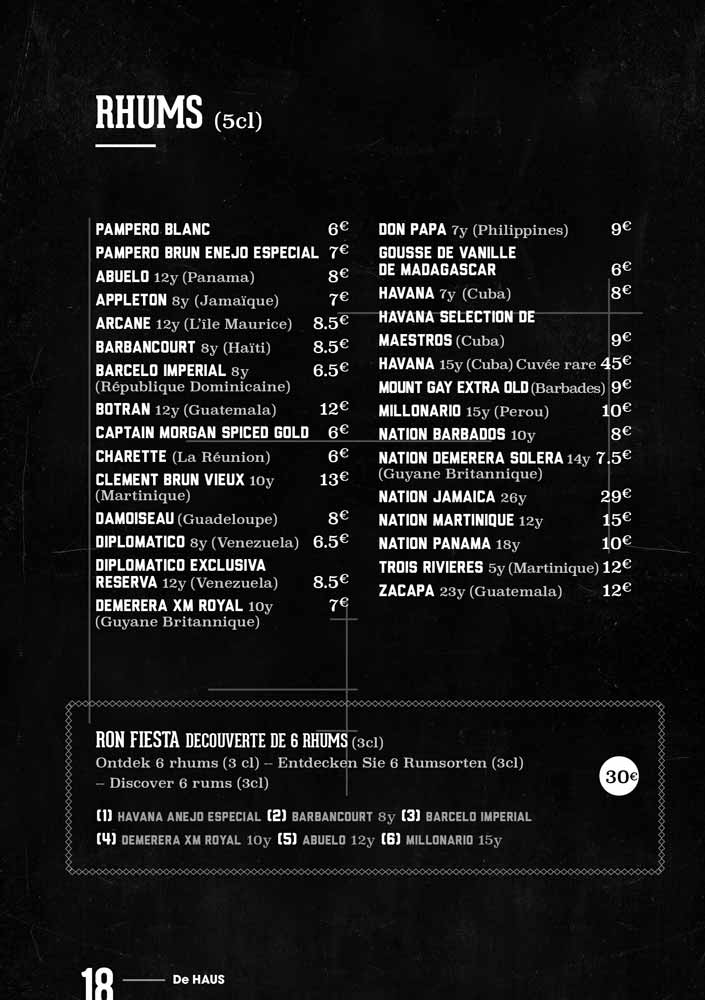 RHUMS (5cl)
PAMPERO BLANC 6€
PAMPERO BRUN ENEJO ESPECIAL 7€
ABUELO 12y (Panama) 8€
APPLETON 8y (Jamaïque) 7€
ARCANE 12y (L'île Maurice) 8.5€
BARBANCOURT 8y (Haïti) 8.5€
BARCELO IMPERIAL 8y 6.5€
(République Dominicaine)
BOTRAN 12y (Guatemala) 12€
CAPTAIN MORGAN SPICED GOLD 6€
CHARETTE (La Réunion) 6€
CLEMENT BRUN VIEUX 10y 13€
(Martinique)
DAMOISEAU (Guadeloupe) 8€
DIPLOMATICO 8y (Venezuela) 6.5€
DIPLOMATICO EXCLUSIVA
RESERVA 12y (Venezuela) 8.5€
DEMERERA XM ROYAL 10y 7€
(Guyane Britannique)
DON PAPA 7y (Philippines) 9€
GOUSSE DE VANILLE
DE MADAGASCAR 6€
HAVANA 7y (Cuba) 8€
HAVANA SELECTION DE
MAESTROS (Cuba) 9€
HAVANA 15y (Cuba) Cuvée rare 45€
MOUNT GAY EXTRA OLD (Barbades) 9€
MILLONARIO 15y (Perou) 10€
NATION BARBADOS 10y 8€
NATION DEMERERA SOLERA 14y 7.5€
(Guyane Britannique)
NATION JAMAICA 26y 29€
NATION MARTINIQUE 12y 15€
NATION PANAMA 18y 10€
TROIS RIVIERES 5y (Martinique) 12€
ZACAPA 23y (Guatemala) 12€
RON FIESTA DECOUVERTE DE 6 RHUMS (3cl)
Ontdek 6 rhums (3 cl) – Entdecken Sie 6 Rumsorten (3cl)
– Discover 6 rums (3cl)
30€
(1) HAVANA ANEJO ESPECIAL (2) BARBANCOURT 8y (3) BARCELO IMPERIAL
(4) DEMERERA XM ROYAL 10y (5) ABUELO 12y (6) MILLONARIO 15y
18 De HAUS